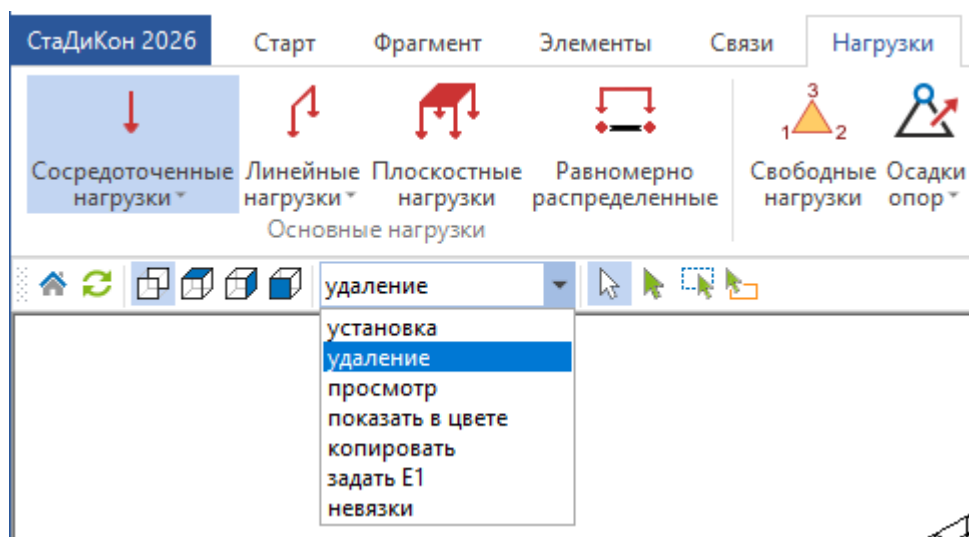 СтаДиКон 2026 Старт Фрагмент Элементы Связи Нагрузки
3
1 2
Сосредоточенные Линейные Плоскостные Равномерно Свободные Осадки
нагрузки нагрузки нагрузки распределенные нагрузки опор
Основные нагрузки
удаление
установка
удаление
просмотр
показать в цвете
копировать
задать E1
невязки